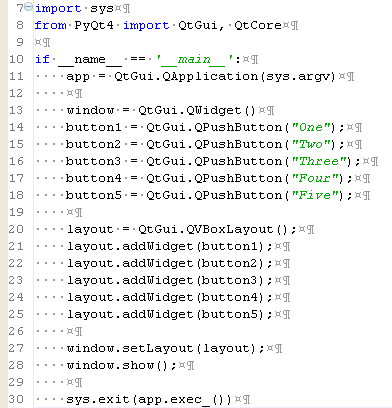 7 import·sys¤¶
8 from·PyQt4·import·QtGui,·QtCore¤¶
9 ¤¶
10 if·__name__·==·'__main__':¤¶
11 ····app·=·QtGui.QApplication(sys.argv)¤¶
12 ····¤¶
13 ····window·=·QtGui.QWidget()¤¶
14 ····button1·=·QtGui.QPushButton("One");¤¶
15 ····button2·=·QtGui.QPushButton("Two");¤¶
16 ····button3·=·QtGui.QPushButton("Three");¤¶
17 ····button4·=·QtGui.QPushButton("Four");¤¶
18 ····button5·=·QtGui.QPushButton("Five");¤¶
19 ····¤¶
20 ····layout·=·QtGui.QVBoxLayout();¤¶
21 ····layout.addWidget(button1);¤¶
22 ····layout.addWidget(button2);¤¶
23 ····layout.addWidget(button3);¤¶
24 ····layout.addWidget(button4);¤¶
25 ····layout.addWidget(button5);¤¶
26 ····¤¶
27 ····window.setLayout(layout);¤¶
28 ····window.show();¤¶
29 ····¤¶
30 ····sys.exit(app.exec_())¤¶